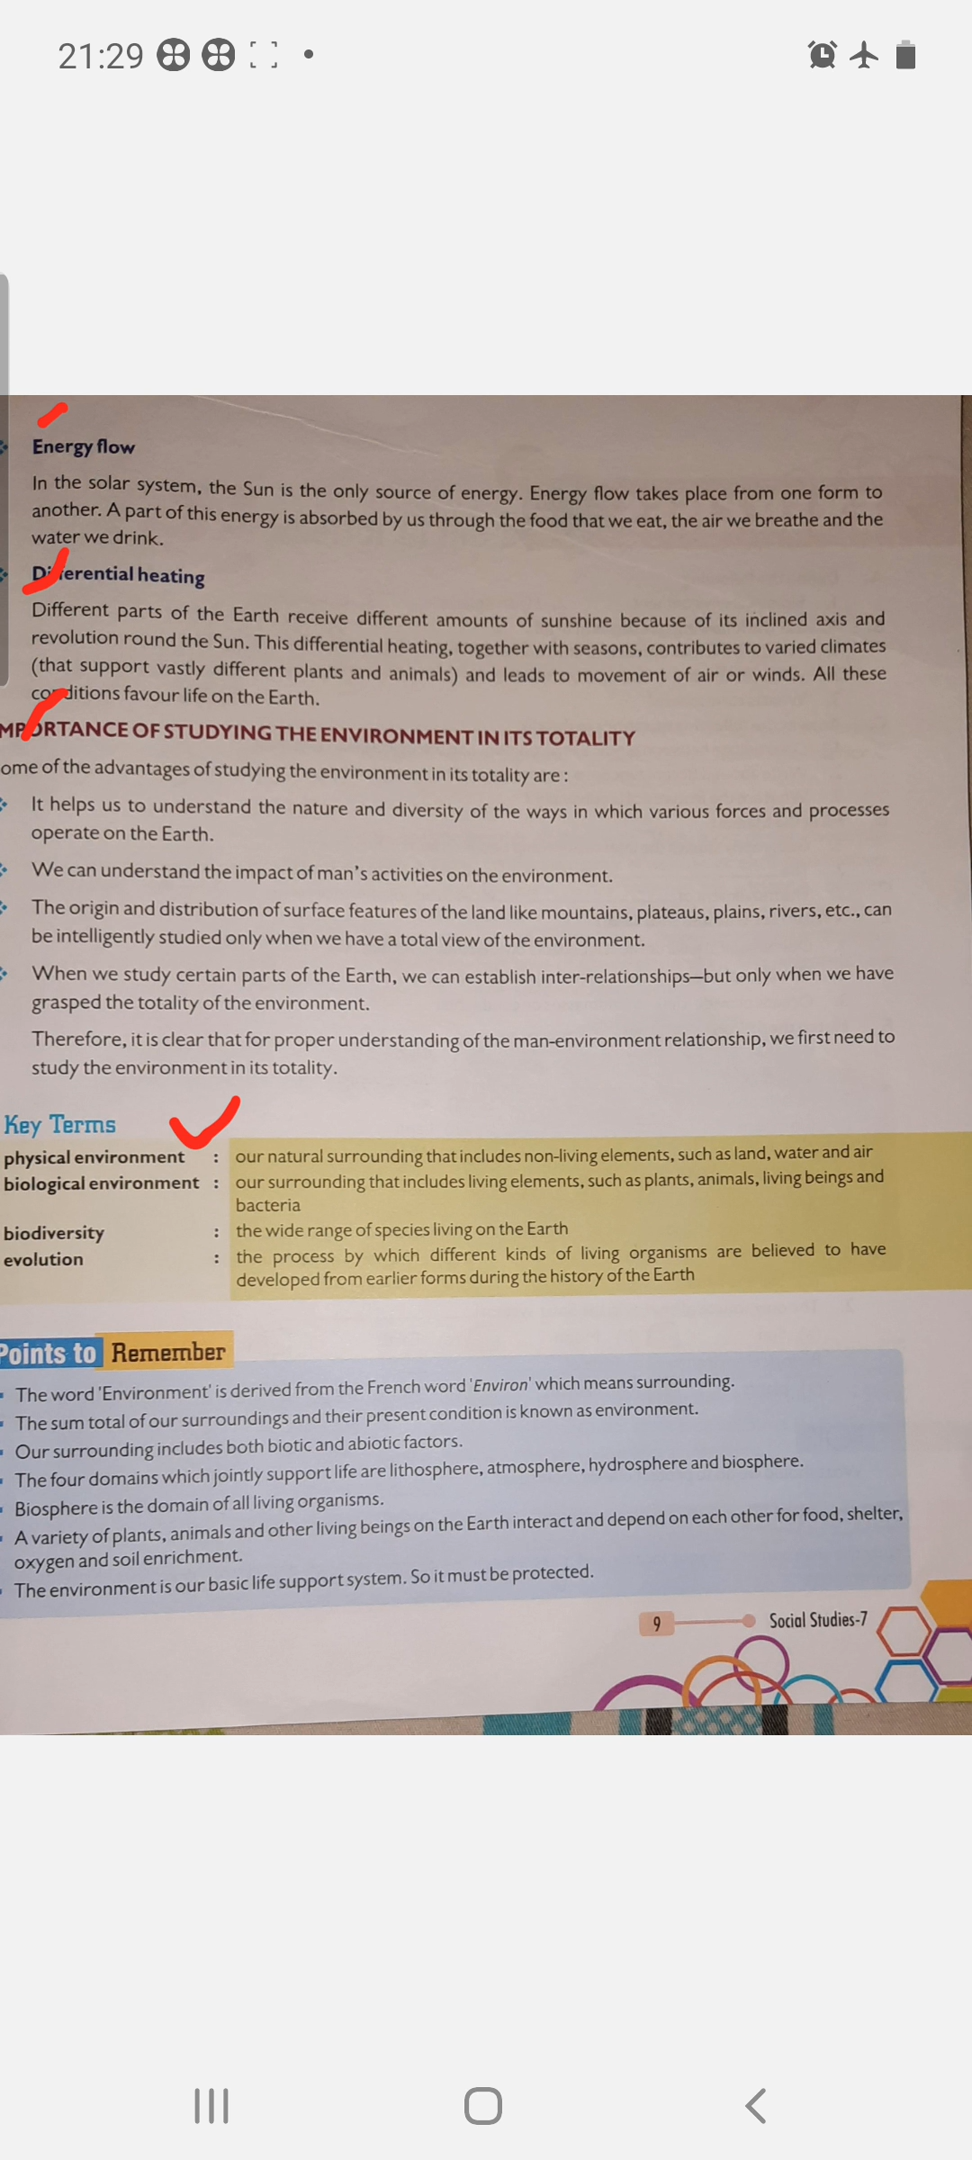 21:29
Energy flow
In the solar system, the Sun is the only source of energy. Energy flow takes place from one form to
another. A part of this energy is absorbed by us through the food that we eat, the air we breathe and the
water we drink.
Differential heating
Different parts of the Earth receive different amounts of sunshine because of its inclined axis and
revolution round the Sun. This differential heating, together with seasons, contributes to varied climates
(that support vastly different plants and animals) and leads to movement of air or winds. All these
conditions favour life on the Earth.
MPORTANCE OF STUDYING THE ENVIRONMENT IN ITS TOTALITY
ome of the advantages of studying the environment in its totality are :
It helps us to understand the nature and diversity of the ways in which various forces and processes
operate on the Earth.
We can understand the impact of man's activities on the environment.
The origin and distribution of surface features of the land like mountains, plateaus, plains, rivers, etc., can
be intelligently studied only when we have a total view of the environment.
When we study certain parts of the Earth, we can establish inter-relationships—but only when we have
grasped the totality of the environment.
Therefore, it is clear that for proper understanding of the man-environment relationship, we first need to
study the environment in its totality.
Key Terms
physical environment : our natural surrounding that includes non-living elements, such as land, water and air
biological environment : our surrounding that includes living elements, such as plants, animals, living beings and
bacteria
biodiversity : the wide range of species living on the Earth
evolution : the process by which different kinds of living organisms are believed to have
developed from earlier forms during the history of the Earth
Points to Remember
The word 'Environment' is derived from the French word 'Environ' which means surrounding.
The sum total of our surroundings and their present condition is known as environment.
Our surrounding includes both biotic and abiotic factors.
The four domains which jointly support life are lithosphere, atmosphere, hydrosphere and biosphere.
Biosphere is the domain of all living organisms.
A variety of plants, animals and other living beings on the Earth interact and depend on each other for food, shelter,
oxygen and soil enrichment.
The environment is our basic life support system. So it must be protected.
9 Social Studies-7